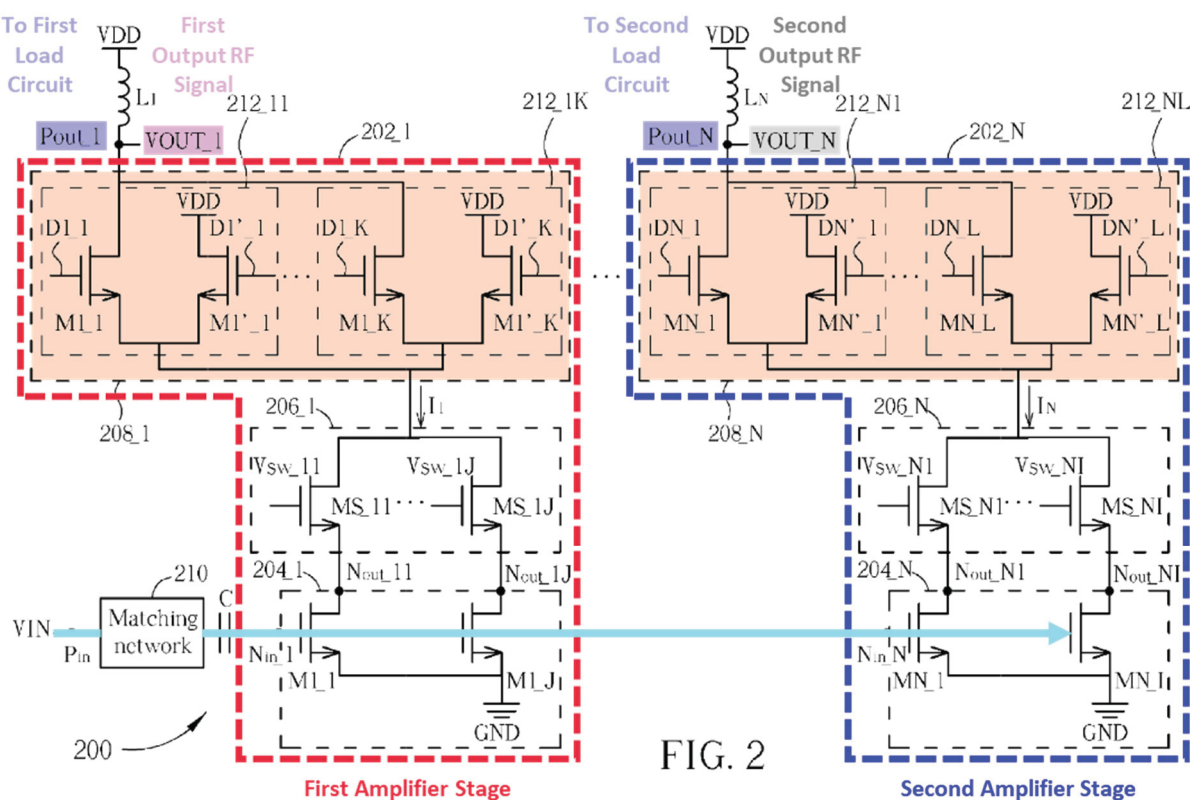 To First
Load
Circuit
VDD
First
Output RF
Signal
To Second
Load
Circuit
VDD
Second
Output RF
Signal
L1
212_11
212_1K
LN
212_N1
212_NL
Pout_1
VOUT_1
202_1
Pout_N
VOUT_N
202_N
VDD
VDD
VDD
VDD
D1_1
D1'_1
D1_K
D1'_K
DN_1
DN'_1
DN_L
DN'_L
...
...
...
...
M1_1
M1'_1
M1_K
M1'_K
MN_1
MN'_1
MN_L
MN'_L
208_1
206_1
I1
208_N
206_N
IN
VSW_11
VSW_1J
VSW_N1
VSW_NI
MS_11
...
MS_1J
MS_N1
...
MS_NI
210
204_1
Nout_11
Nout_1J
204_N
Nout_N1
Nout_NI
C
VIN
Matching
network
Pin
Nin_1
Nin_N
M1_1
M1_J
MN_1
MN_I
GND
GND
200
FIG. 2
First Amplifier Stage
Second Amplifier Stage